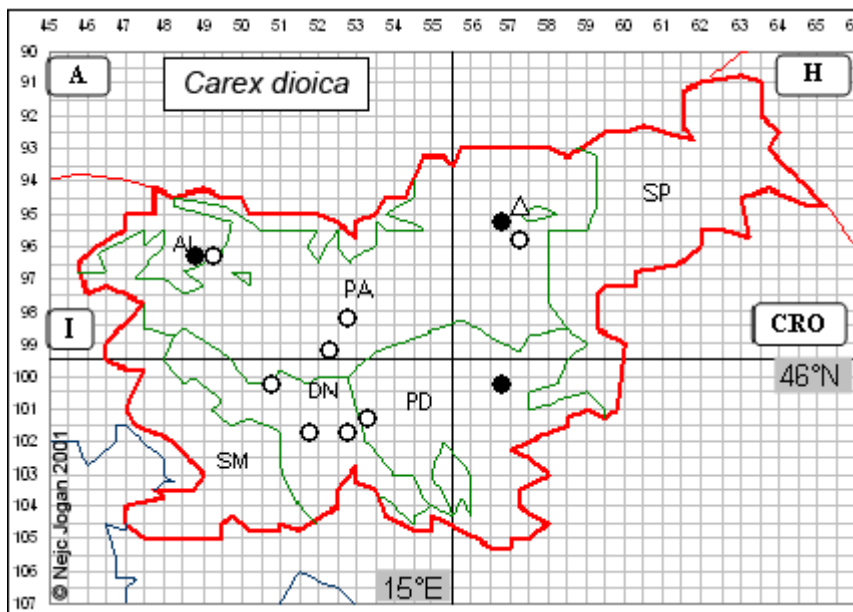 45 46 47 48 49 50 51 52 53 54 55 56 57 58 59 60 61 62 63 64 65 6
90
91
92
93
94
95
96
97
98
99
100
101
102
103
104
105
106
107
A
Carex dioica
H
SP
AL
PA
I
CRO
46°N
DN
PD
SM
15°E
© Nejc Jogan 2001